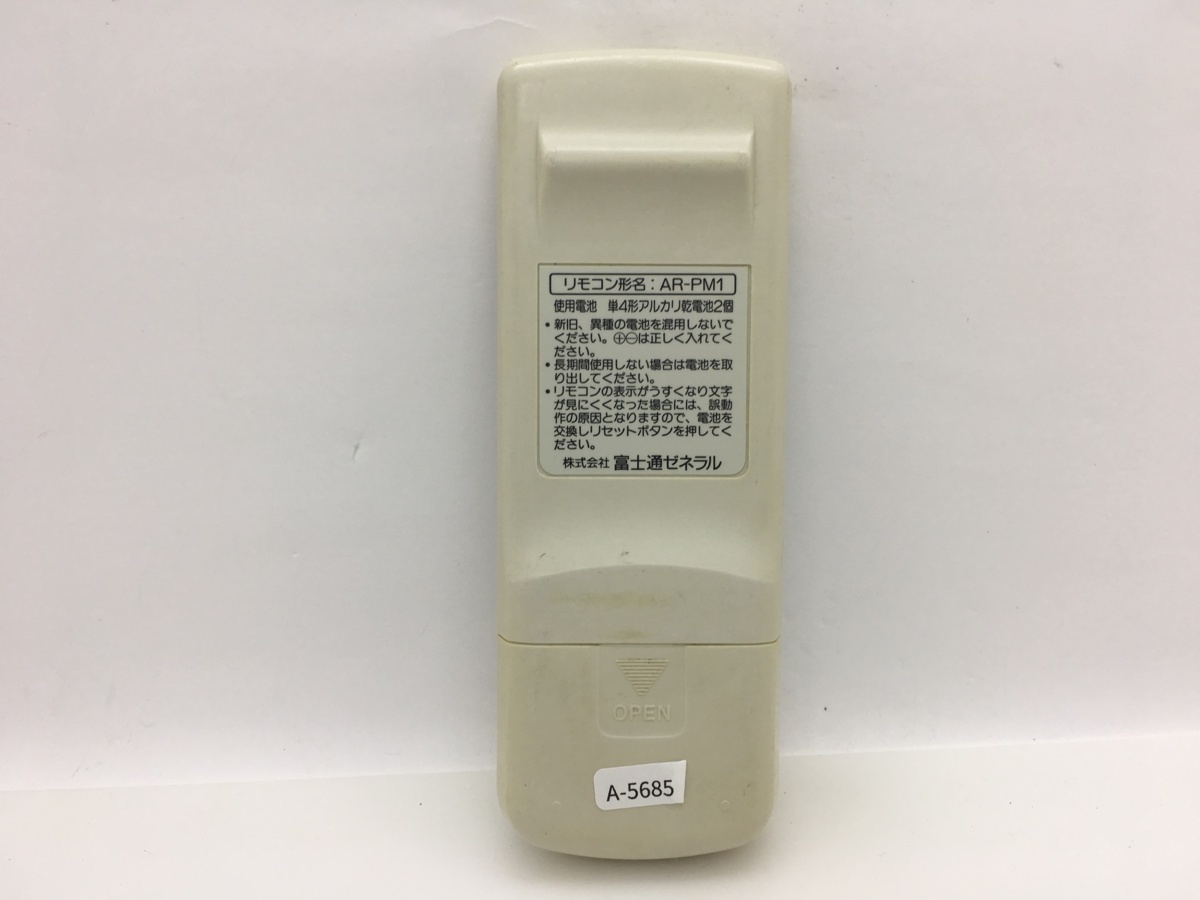 リモコン形名：AR-PM1
使用電池　単4形アルカリ乾電池2個
・新旧、異種の電池を混用しないで
ください。⊕⊖は正しく入れてく
ださい。
・長期間使用しない場合は電池を取
り出してください。
・リモコンの表示がうすくなり文字
が見にくくなった場合には、誤動
作の原因となりますので、電池を
交換しリセットボタンを押してく
ださい。
株式会社 富士通ゼネラル
OPEN
A-5685